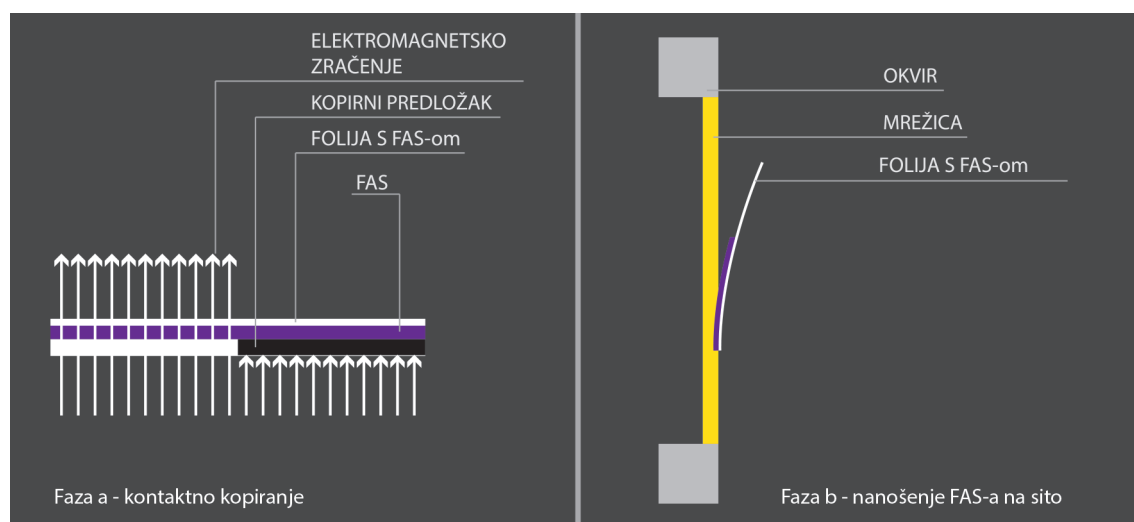 ELEKTROMAGNETSKO
ZRAČENJE
KOPIRNI PREDLOŽAK
FOLIJA S FAS-om
FAS
Faza a - kontaktno kopiranje
OKVIR
MREŽICA
FOLIJA S FAS-om
Faza b - nanošenje FAS-a na sito